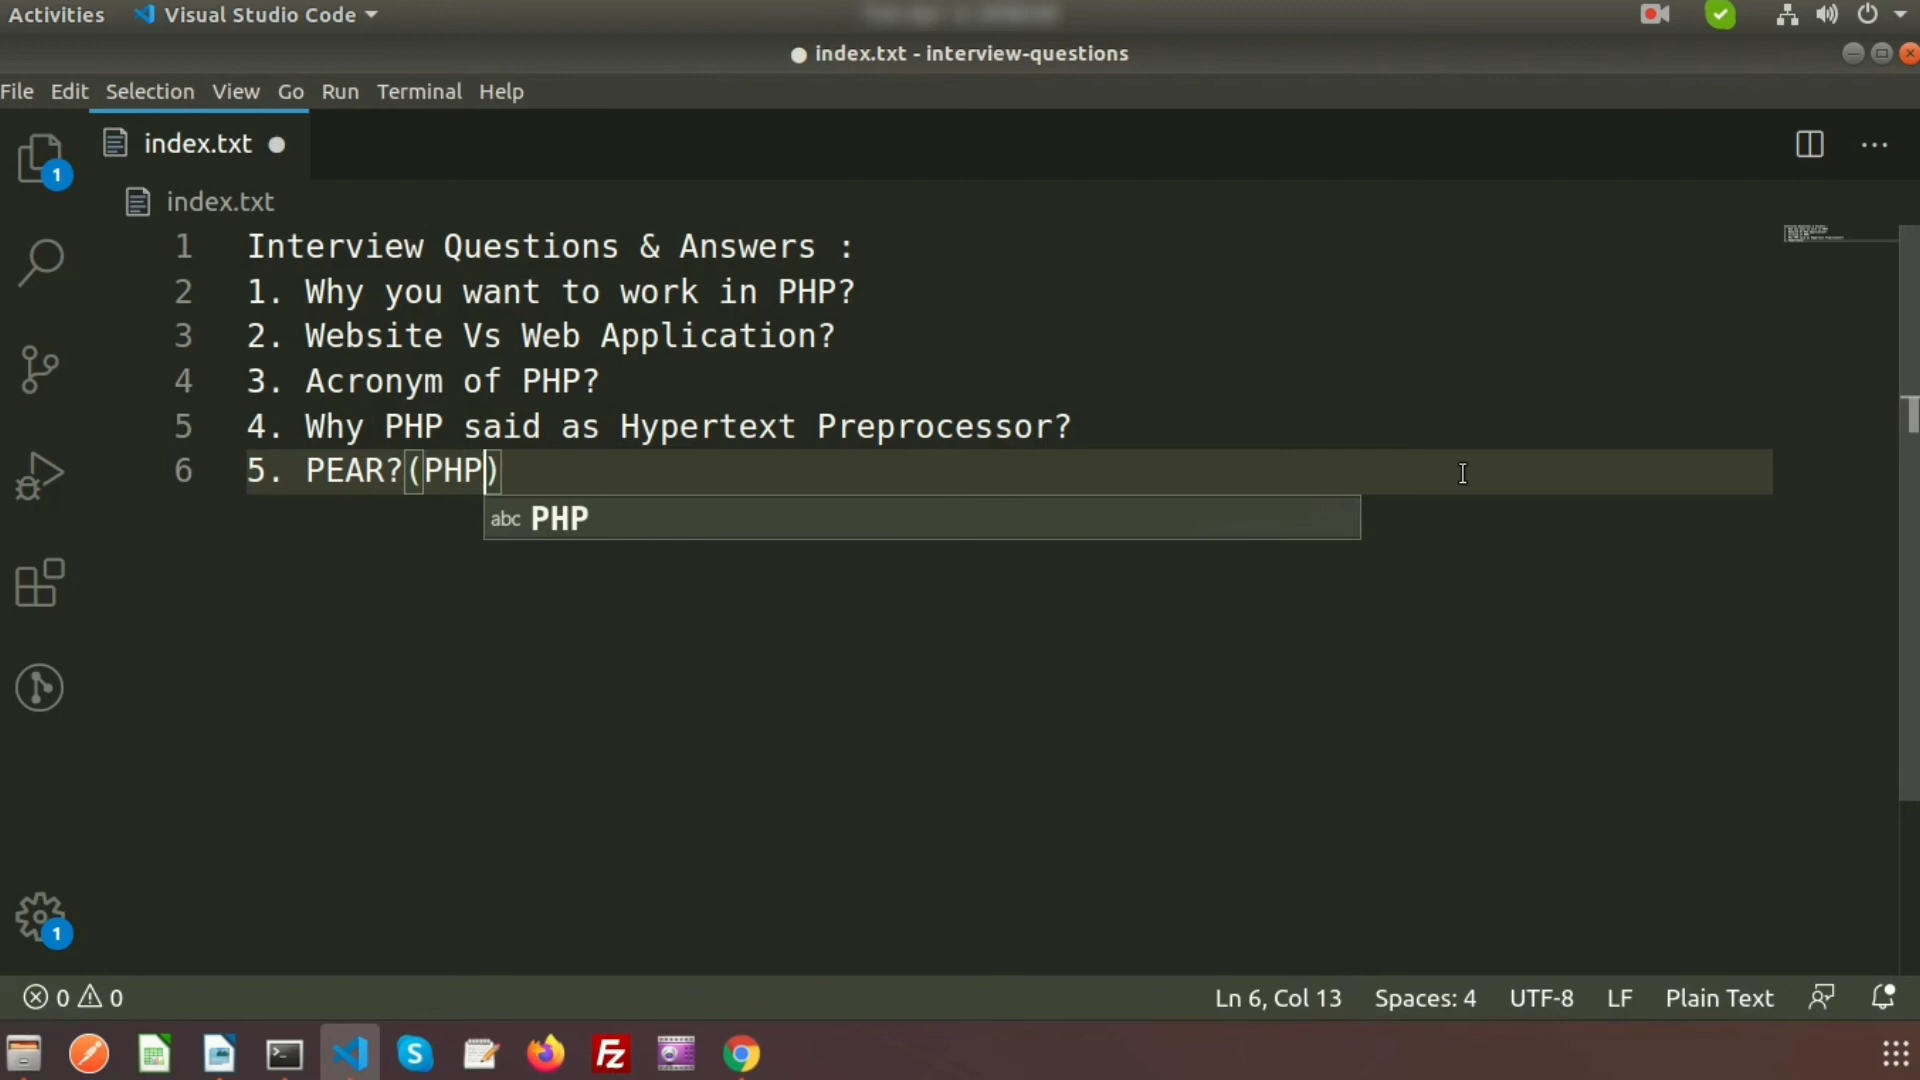 Activities Visual Studio Code
index.txt - interview-questions
File Edit Selection View Go Run Terminal Help
index.txt
index.txt
1 Interview Questions & Answers :
2 1. Why you want to work in PHP?
3 2. Website Vs Web Application?
4 3. Acronym of PHP?
5 4. Why PHP said as Hypertext Preprocessor?
6 5. PEAR?(PHP)
abc PHP
1
1
0 0 Ln 6, Col 13 Spaces: 4 UTF-8 LF Plain Text
S Fz